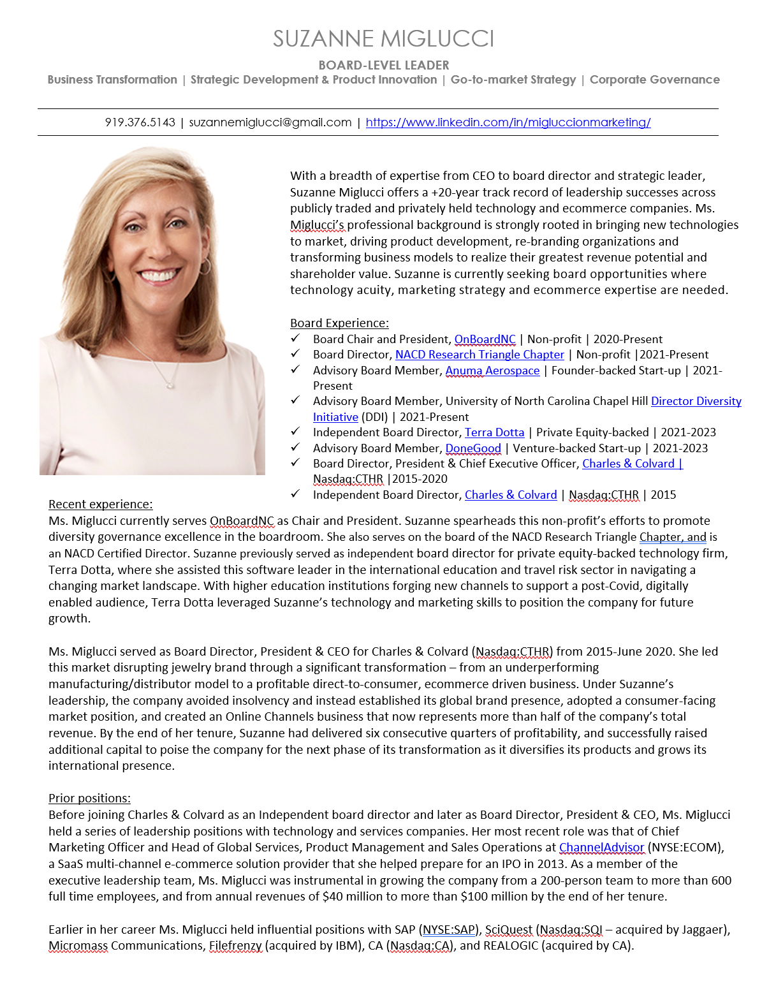 SUZANNE MIGLUCCI
BOARD-LEVEL LEADER
Business Transformation | Strategic Development & Product Innovation | Go-to-market Strategy | Corporate Governance
919.376.5143 | suzannemiglucci@gmail.com | https://www.linkedin.com/in/migluccionmarketing/
With a breadth of expertise from CEO to board director and strategic leader,
Suzanne Miglucci offers a +20-year track record of leadership successes across
publicly traded and privately held technology and ecommerce companies. Ms.
Miglucci’s professional background is strongly rooted in bringing new technologies
to market, driving product development, re-branding organizations and
transforming business models to realize their greatest revenue potential and
shareholder value. Suzanne is currently seeking board opportunities where
technology acuity, marketing strategy and ecommerce expertise are needed.
Board Experience:
✓ Board Chair and President, OnBoardNC | Non-profit | 2020-Present
✓ Board Director, NACD Research Triangle Chapter | Non-profit |2021-Present
✓ Advisory Board Member, Anuma Aerospace | Founder-backed Start-up | 2021-
Present
✓ Advisory Board Member, University of North Carolina Chapel Hill Director Diversity
Initiative (DDI) | 2021-Present
✓ Independent Board Director, Terra Dotta | Private Equity-backed | 2021-2023
✓ Advisory Board Member, DoneGood | Venture-backed Start-up | 2021-2023
✓ Board Director, President & Chief Executive Officer, Charles & Colvard |
Nasdaq:CTHR |2015-2020
✓ Independent Board Director, Charles & Colvard | Nasdaq:CTHR | 2015
Recent experience:
Ms. Miglucci currently serves OnBoardNC as Chair and President. Suzanne spearheads this non-profit’s efforts to promote
diversity governance excellence in the boardroom. She also serves on the board of the NACD Research Triangle Chapter, and is
an NACD Certified Director. Suzanne previously served as independent board director for private equity-backed technology firm,
Terra Dotta, where she assisted this software leader in the international education and travel risk sector in navigating a
changing market landscape. With higher education institutions forging new channels to support a post-Covid, digitally
enabled audience, Terra Dotta leveraged Suzanne’s technology and marketing skills to position the company for future
growth.
Ms. Miglucci served as Board Director, President & CEO for Charles & Colvard (Nasdaq:CTHR) from 2015-June 2020. She led
this market disrupting jewelry brand through a significant transformation – from an underperforming
manufacturing/distributor model to a profitable direct-to-consumer, ecommerce driven business. Under Suzanne’s
leadership, the company avoided insolvency and instead established its global brand presence, adopted a consumer-facing
market position, and created an Online Channels business that now represents more than half of the company’s total
revenue. By the end of her tenure, Suzanne had delivered six consecutive quarters of profitability, and successfully raised
additional capital to poise the company for the next phase of its transformation as it diversifies its products and grows its
international presence.
Prior positions:
Before joining Charles & Colvard as an Independent board director and later as Board Director, President & CEO, Ms. Miglucci
held a series of leadership positions with technology and services companies. Her most recent role was that of Chief
Marketing Officer and Head of Global Services, Product Management and Sales Operations at ChannelAdvisor (NYSE:ECOM),
a SaaS multi-channel e-commerce solution provider that she helped prepare for an IPO in 2013. As a member of the
executive leadership team, Ms. Miglucci was instrumental in growing the company from a 200-person team to more than 600
full time employees, and from annual revenues of $40 million to more than $100 million by the end of her tenure.
Earlier in her career Ms. Miglucci held influential positions with SAP (NYSE:SAP), SciQuest (Nasdaq:SQI – acquired by Jaggaer),
Micromass Communications, Filefrenzy (acquired by IBM), CA (Nasdaq:CA), and REALOGIC (acquired by CA).